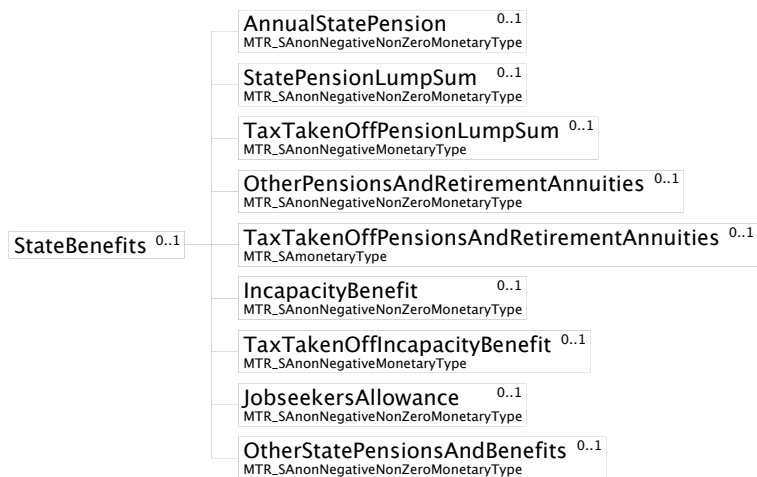 AnnualStatePension 0..1
MTR_SAnonNegativeNonZeroMonetaryType
StatePensionLumpSum 0..1
MTR_SAnonNegativeNonZeroMonetaryType
TaxTakenOffPensionLumpSum 0..1
MTR_SAnonNegativeMonetaryType
OtherPensionsAndRetirementAnnuities 0..1
MTR_SAnonNegativeNonZeroMonetaryType
StateBenefits 0..1
TaxTakenOffPensionsAndRetirementAnnuities 0..1
MTR_SAmonetaryType
IncapacityBenefit 0..1
MTR_SAnonNegativeNonZeroMonetaryType
TaxTakenOffIncapacityBenefit 0..1
MTR_SAnonNegativeMonetaryType
JobseekersAllowance 0..1
MTR_SAnonNegativeNonZeroMonetaryType
OtherStatePensionsAndBenefits 0..1
MTR_SAnonNegativeNonZeroMonetaryType